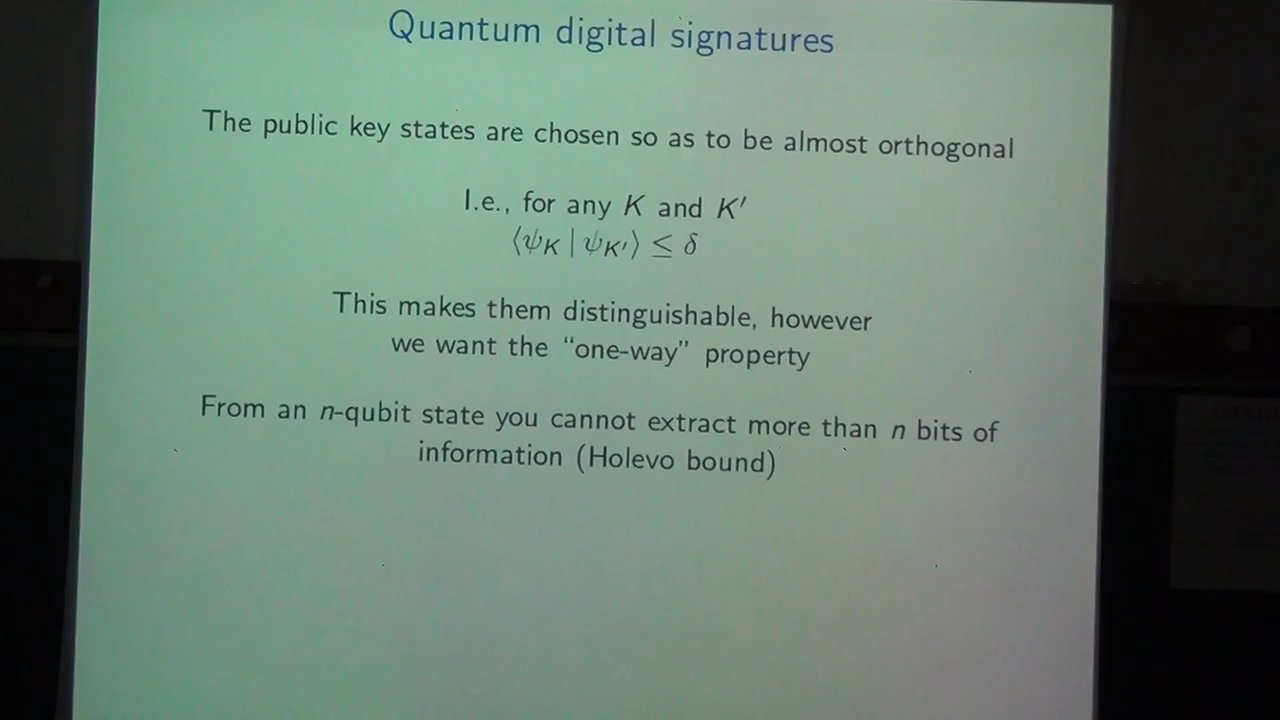 Quantum digital signatures
The public key states are chosen so as to be almost orthogonal
I.e., for any K and K′
⟨ψK | ψK′⟩ ≤ δ
This makes them distinguishable, however
we want the “one-way” property
From an n-qubit state you cannot extract more than n bits of
information (Holevo bound)